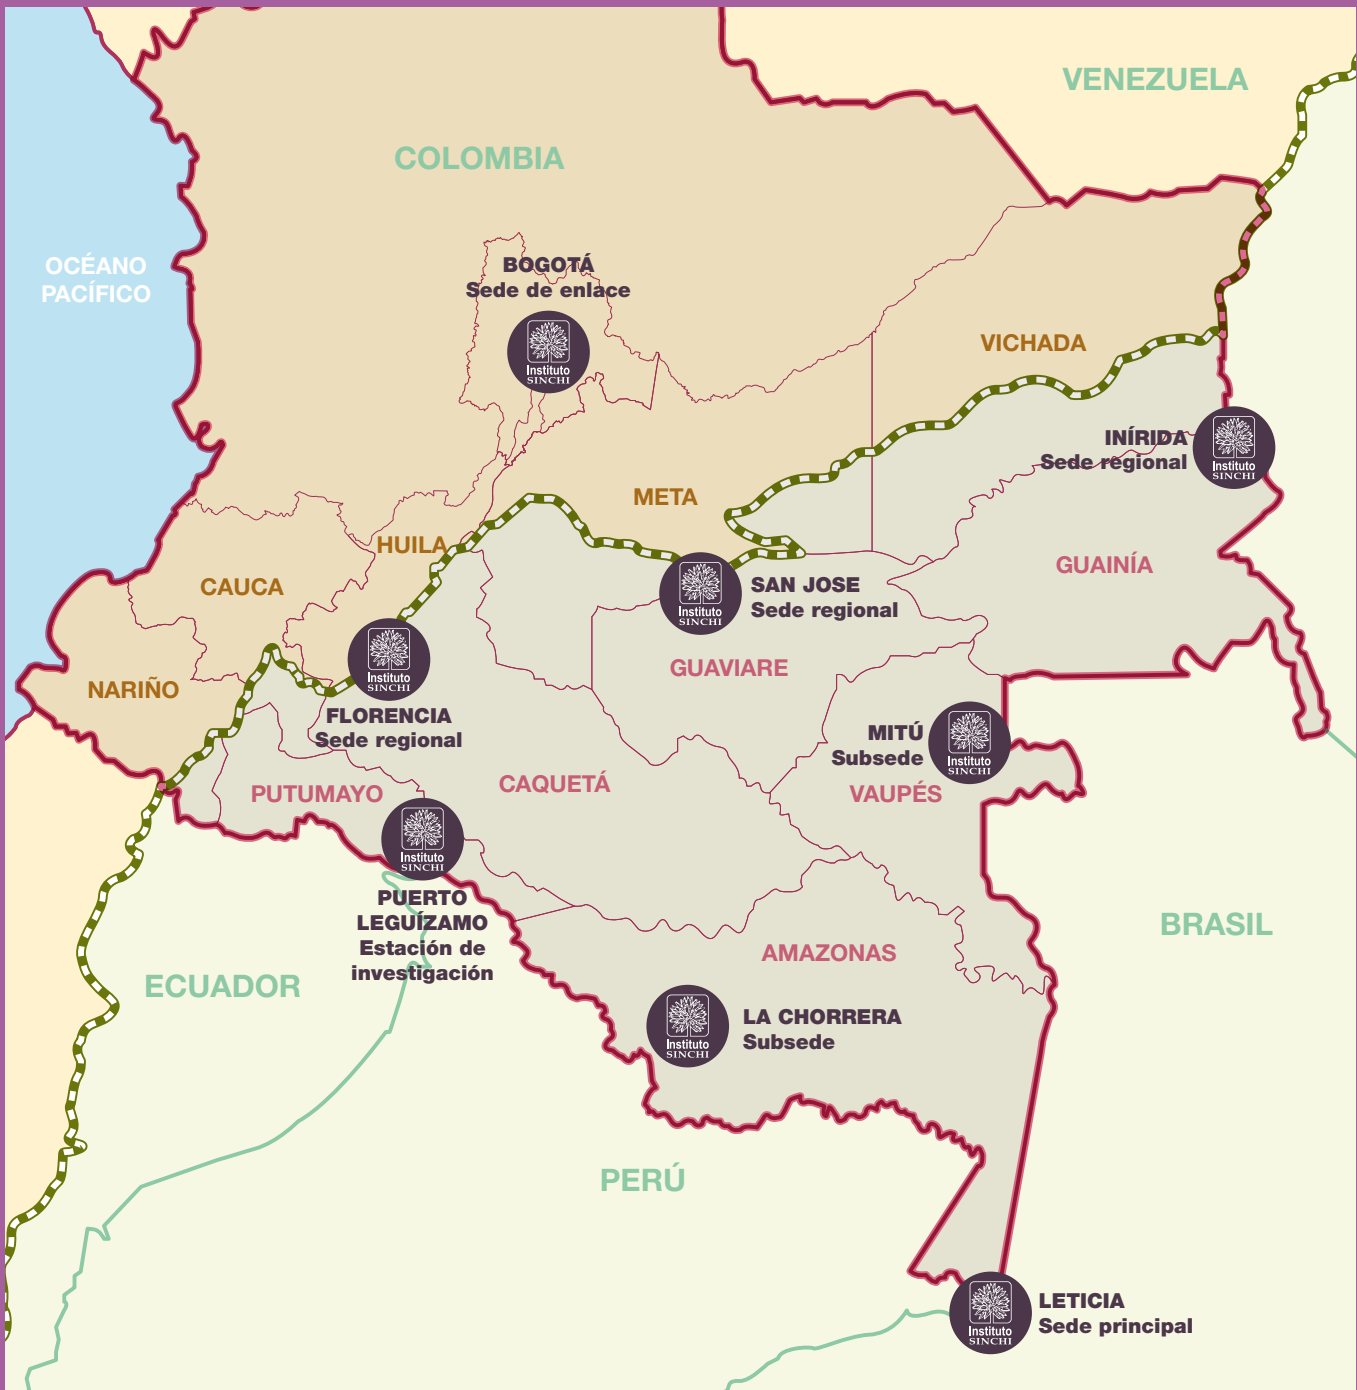 VENEZUELA
COLOMBIA
OCÉANO
PACÍFICO
BOGOTÁ
Sede de enlace
Instituto
SINCHI
VICHADA
INÍRIDA
Sede regional
Instituto
SINCHI
META
HUILA
CAUCA
GUAINÍA
Instituto
SINCHI
SAN JOSE
Sede regional
GUAVIARE
NARIÑO
Instituto
SINCHI
FLORENCIA
Sede regional
MITÚ
Subsede
Instituto
SINCHI
VAUPÉS
CAQUETÁ
PUTUMAYO
Instituto
SINCHI
PUERTO
LEGUÍZAMO
Estación de
investigación
BRASIL
AMAZONAS
ECUADOR
Instituto
SINCHI
LA CHORRERA
Subsede
PERÚ
Instituto
SINCHI
LETICIA
Sede principal